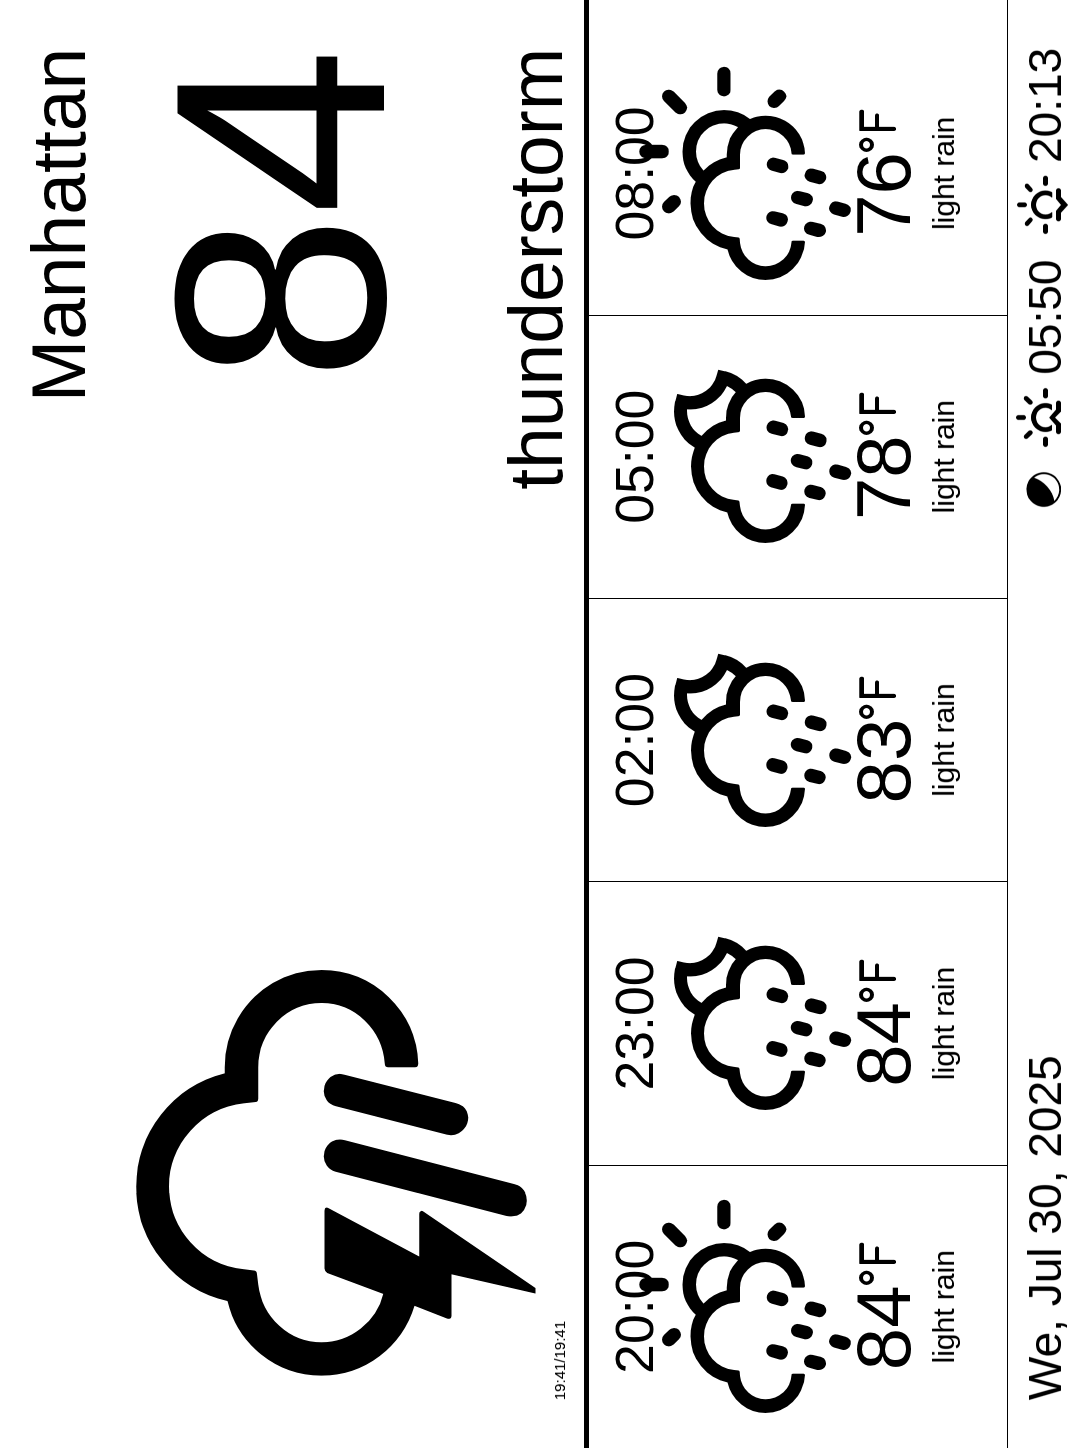 Manhattan
84
thunderstorm
19:41/19:41
20:00
84°F
light rain
23:00
84°F
light rain
02:00
83°F
light rain
05:00
78°F
light rain
08:00
76°F
light rain
We, Jul 30, 2025
05:50
20:13